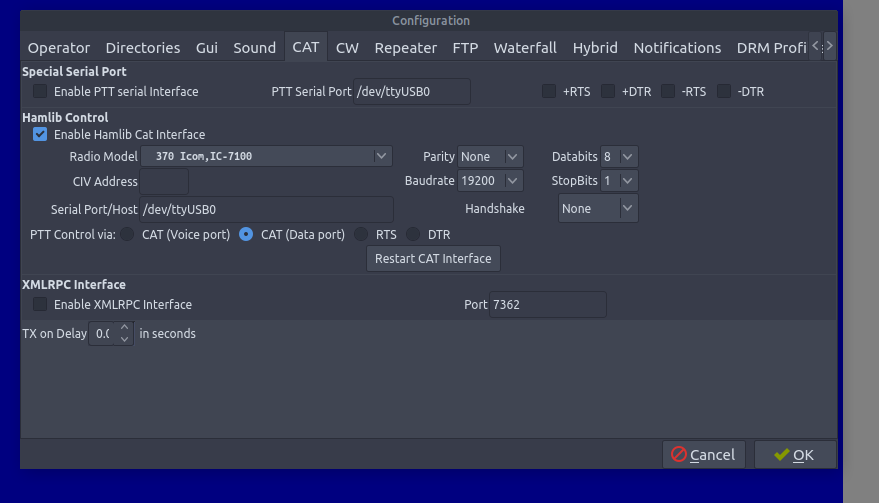 Configuration
Operator Directories Gui Sound CAT CW Repeater FTP Waterfall Hybrid Notifications DRM Profi
Special Serial Port
Enable PTT serial Interface PTT Serial Port /dev/ttyUSB0 +RTS +DTR -RTS -DTR
Hamlib Control
Enable Hamlib Cat Interface
Radio Model 370 Icom,IC-7100 Parity None Databits 8
CIV Address Baudrate 19200 StopBits 1
Serial Port/Host /dev/ttyUSB0 Handshake None
PTT Control via: CAT (Voice port) CAT (Data port) RTS DTR
Restart CAT Interface
XMLRPC Interface
Enable XMLRPC Interface Port 7362
TX on Delay 0.0 in seconds
Cancel OK